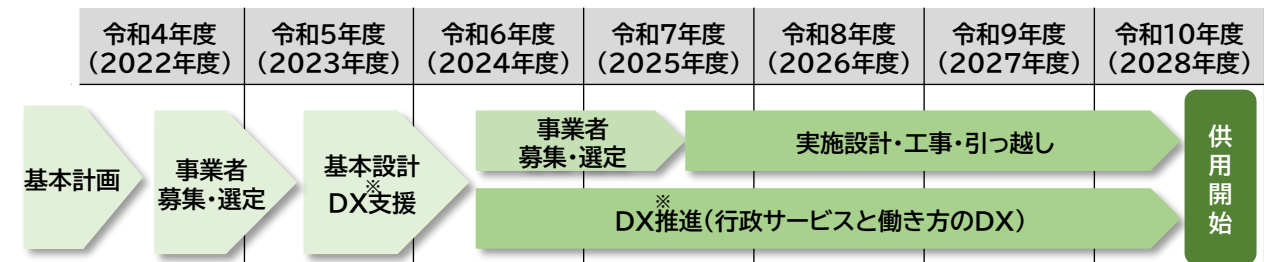 令和4年度
(2022年度)
令和5年度
(2023年度)
令和6年度
(2024年度)
令和7年度
(2025年度)
令和8年度
(2026年度)
令和9年度
(2027年度)
令和10年度
(2028年度)
基本計画
事業者
募集・選定
基本設計
※
DX支援
事業者
募集・選定
実施設計・工事・引っ越し
※
DX推進(行政サービスと働き方のDX)
供用開始